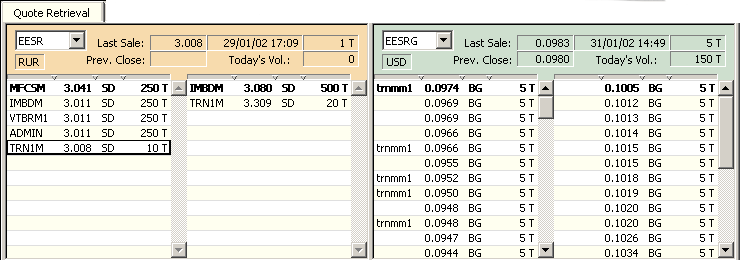 Quote Retrieval
EESR Last Sale: 3.008 29/01/02 17:09 1 T
RUR Prev. Close: Today's Vol.: 0
MFCSM 3.041 SD 250 T
IMBDM 3.011 SD 250 T
VTBRM1 3.011 SD 250 T
ADMIN 3.011 SD 250 T
TRN1M 3.008 SD 10 T
IMBDM 3.080 SD 500 T
TRN1M 3.309 SD 20 T
EESRG Last Sale: 0.0983 31/01/02 14:49 5 T
USD Prev. Close: 0.0980 Today's Vol.: 150 T
trnmm1 0.0974 BG 5 T
0.0969 BG 5 T
0.0969 BG 5 T
0.0966 BG 5 T
trnmm1 0.0966 BG 5 T
0.0955 BG 5 T
trnmm1 0.0952 BG 5 T
trnmm1 0.0950 BG 5 T
0.0948 BG 5 T
trnmm1 0.0948 BG 5 T
0.0947 BG 5 T
0.0944 BG 5 T
0.1005 BG 5 T
0.1012 BG 5 T
0.1013 BG 5 T
0.1014 BG 5 T
0.1015 BG 5 T
0.1015 BG 5 T
0.1018 BG 5 T
0.1019 BG 5 T
0.1020 BG 5 T
0.1020 BG 5 T
0.1026 BG 5 T
0.1034 BG 5 T